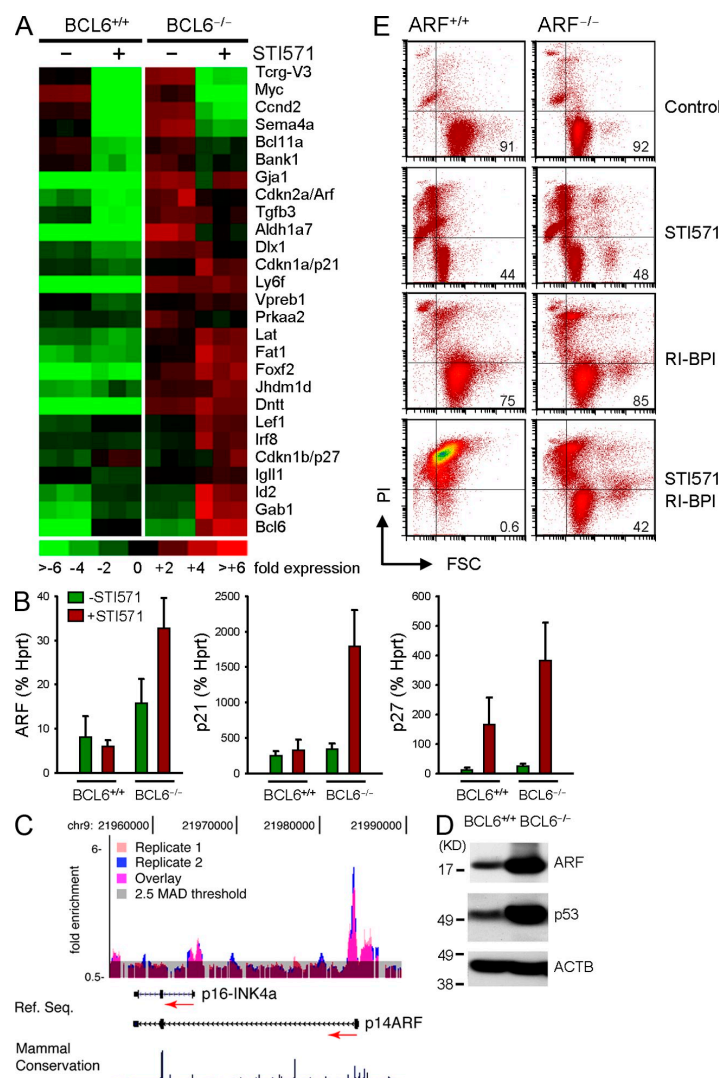 A
BCL6+/+ BCL6−/−
− + − + STI571
Tcrg-V3
Myc
Ccnd2
Sema4a
Bcl11a
Bank1
Gja1
Cdkn2a/Arf
Tgfb3
Aldh1a7
Dlx1
Cdkn1a/p21
Ly6f
Vpreb1
Prkaa2
Lat
Fat1
Foxf2
Jhdm1d
Dntt
Lef1
Irf8
Cdkn1b/p27
Igll1
Id2
Gab1
Bcl6
>-6 -4 -2 0 +2 +4 >+6 fold expression
E
ARF+/+ ARF−/−
91 92 Control
44 48 STI571
75 85 RI-BPI
0.6 42 STI571
RI-BPI
PI
FSC
B
-STI571
+STI571
ARF (% Hprt)
40
30
20
10
0
BCL6+/+ BCL6−/−
p21 (% Hprt)
2500
2000
1500
1000
500
0
BCL6+/+ BCL6−/−
p27 (% Hprt)
600
500
400
300
200
100
0
BCL6+/+ BCL6−/−
C
chr9: 21960000 21970000 21980000 21990000
6-
Replicate 1
Replicate 2
Overlay
2.5 MAD threshold
fold enrichment
0.5-
p16-INK4a
Ref. Seq.
p14ARF
Mammal
Conservation
D
BCL6+/+ BCL6−/−
(KD)
17 ARF
49 p53
49
38 ACTB